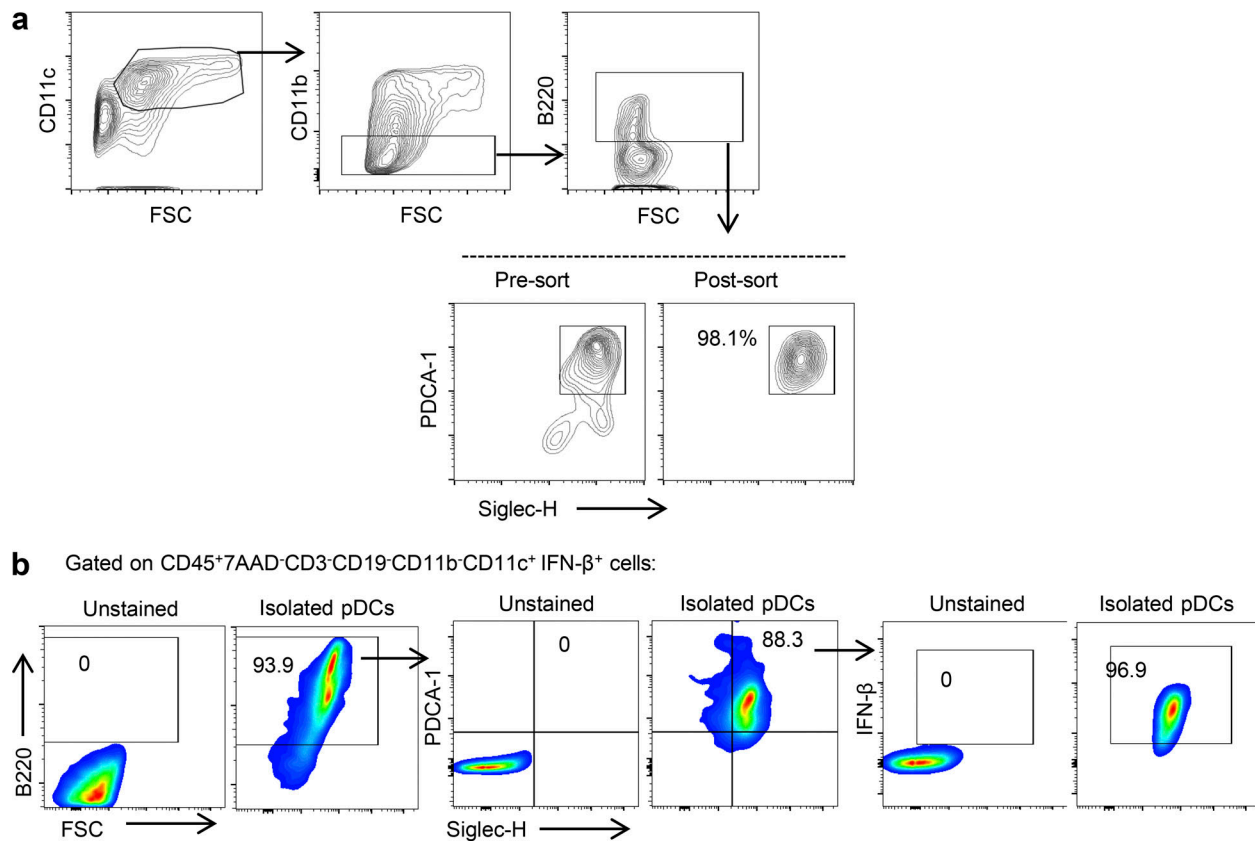 a
CD11c
FSC
CD11b
FSC
B220
FSC
Pre-sort
Post-sort
98.1%
PDCA-1
Siglec-H
b Gated on CD45⁺7AAD⁻CD3⁻CD19⁻CD11b⁻CD11c⁺ IFN-β⁺ cells:
Unstained
Isolated pDCs
Unstained
Isolated pDCs
Unstained
Isolated pDCs
0
93.9
0
88.3
0
96.9
B220
FSC
PDCA-1
Siglec-H
IFN-β